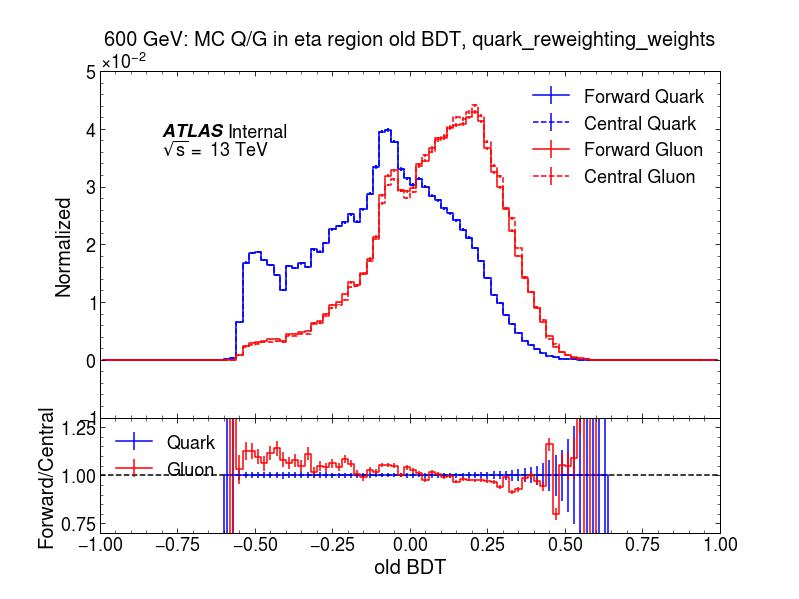 600 GeV: MC Q/G in eta region old BDT, quark_reweighting_weights
×10⁻²
5
4
3
2
1
0
−1
Normalized
ATLAS Internal
√s = 13 TeV
Forward Quark
Central Quark
Forward Gluon
Central Gluon
1.25
1.00
0.75
Forward/Central
Quark
Gluon
−1.00 −0.75 −0.50 −0.25 0.00 0.25 0.50 0.75 1.00
old BDT